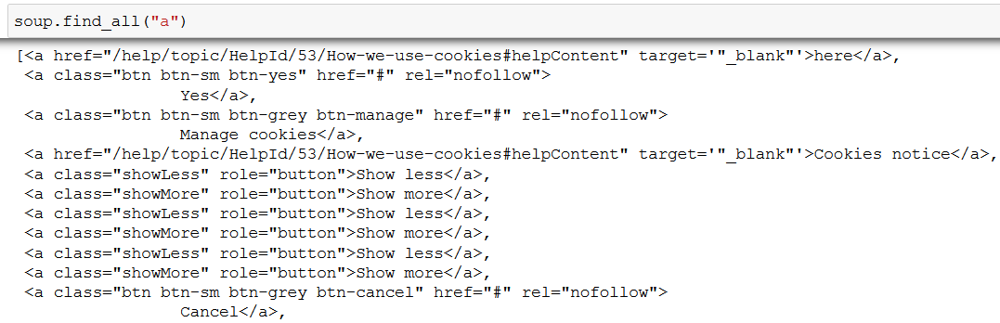 soup.find_all("a")
[<a href="/help/topic/HelpId/53/How-we-use-cookies#helpContent" target='"_blank"'>here</a>,
<a class="btn btn-sm btn-yes" href="#" rel="nofollow">
Yes</a>,
<a class="btn btn-sm btn-grey btn-manage" href="#" rel="nofollow">
Manage cookies</a>,
<a href="/help/topic/HelpId/53/How-we-use-cookies#helpContent" target='"_blank"'>Cookies notice</a>,
<a class="showLess" role="button">Show less</a>,
<a class="showMore" role="button">Show more</a>,
<a class="showLess" role="button">Show less</a>,
<a class="showMore" role="button">Show more</a>,
<a class="showLess" role="button">Show less</a>,
<a class="showMore" role="button">Show more</a>,
<a class="btn btn-sm btn-grey btn-cancel" href="#" rel="nofollow">
Cancel</a>,